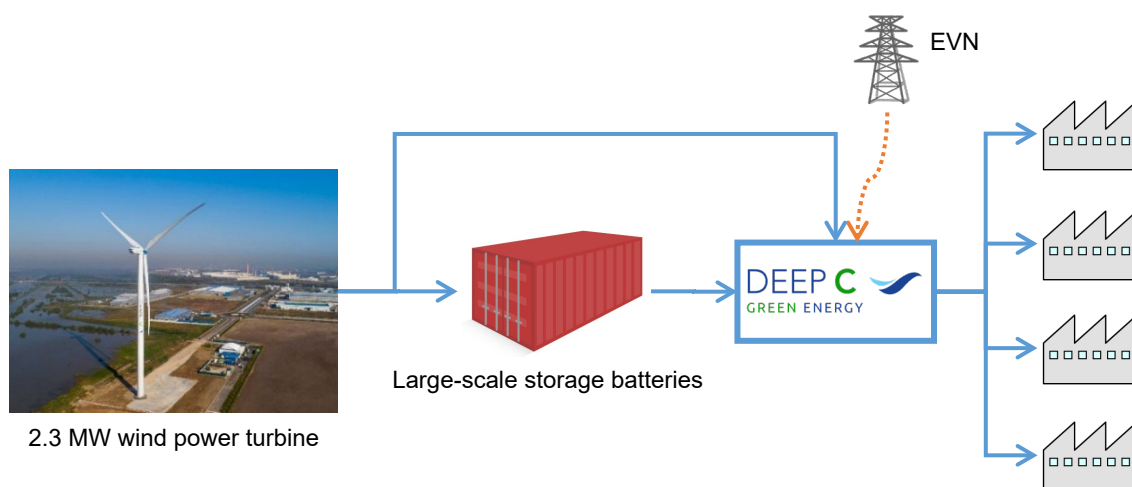 EVN
DEEP C
GREEN ENERGY
Large-scale storage batteries
2.3 MW wind power turbine